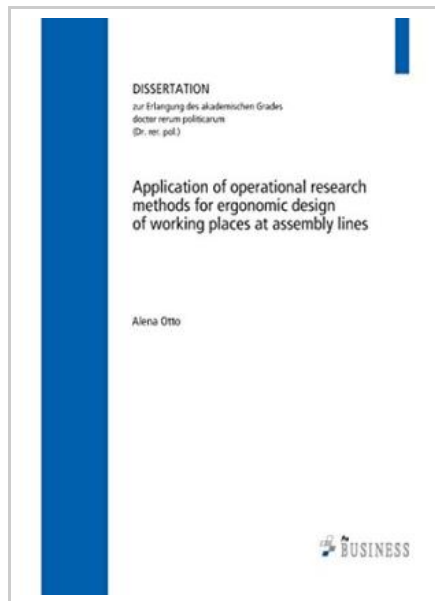 DISSERTATION
zur Erlangung des akademischen Grades
doctor rerum politicarum
(Dr. rer. pol.)
Application of operational research
methods for ergonomic design
of working places at assembly lines
Alena Otto
BUSINESS